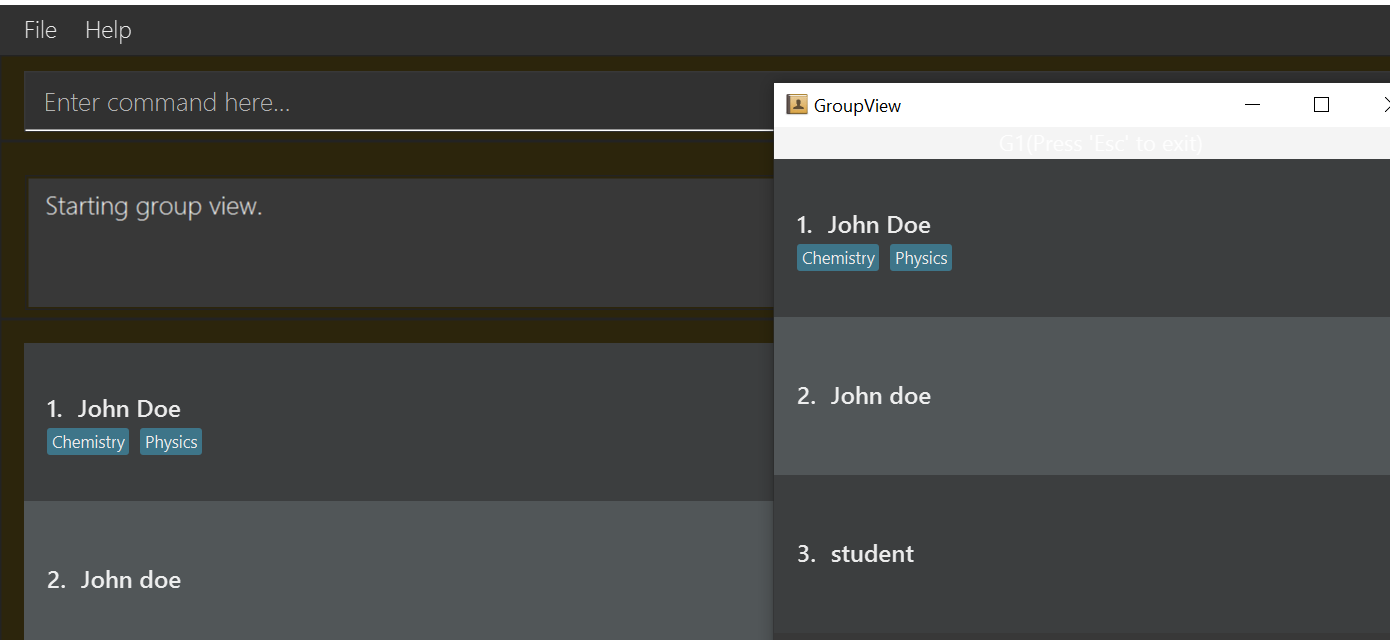 File Help
Enter command here...
Starting group view.
1. John Doe
Chemistry Physics
2. John doe
GroupView
G1(Press 'Esc' to exit)
1. John Doe
Chemistry Physics
2. John doe
3. student